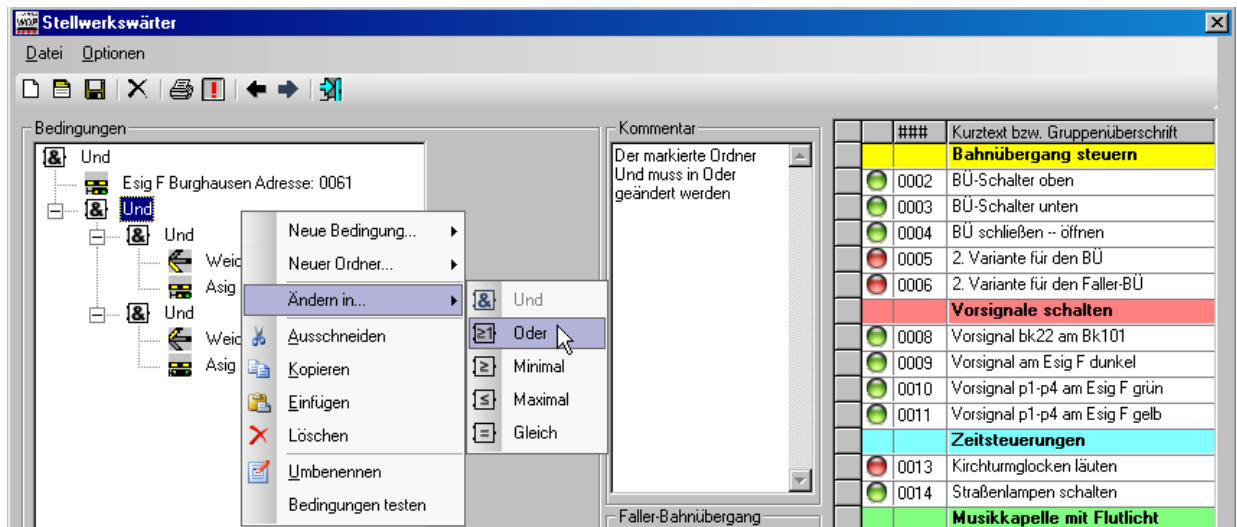 WDP Stellwerkswärter
Datei Optionen
Bedingungen
& Und
Esig F Burghausen Adresse: 0061
& Und
& Und
Weic
Asig
& Und
Weic
Asig
Neue Bedingung...
Neuer Ordner...
Ändern in...
Ausschneiden
Kopieren
Einfügen
Löschen
Umbenennen
Bedingungen testen
& Und
≥1 Oder
≥ Minimal
≤ Maximal
= Gleich
Kommentar
Der markierte Ordner
Und muss in Oder
geändert werden
Faller-Bahnübergang
### Kurztext bzw. Gruppenüberschrift
Bahnübergang steuern
0002 BÜ-Schalter oben
0003 BÜ-Schalter unten
0004 BÜ schließen -- öffnen
0005 2. Variante für den BÜ
0006 2. Variante für den Faller-BÜ
Vorsignale schalten
0008 Vorsignal bk22 am Bk101
0009 Vorsignal am Esig F dunkel
0010 Vorsignal p1-p4 am Esig F grün
0011 Vorsignal p1-p4 am Esig F gelb
Zeitsteuerungen
0013 Kirchturmglocken läuten
0014 Straßenlampen schalten
Musikkapelle mit Flutlicht